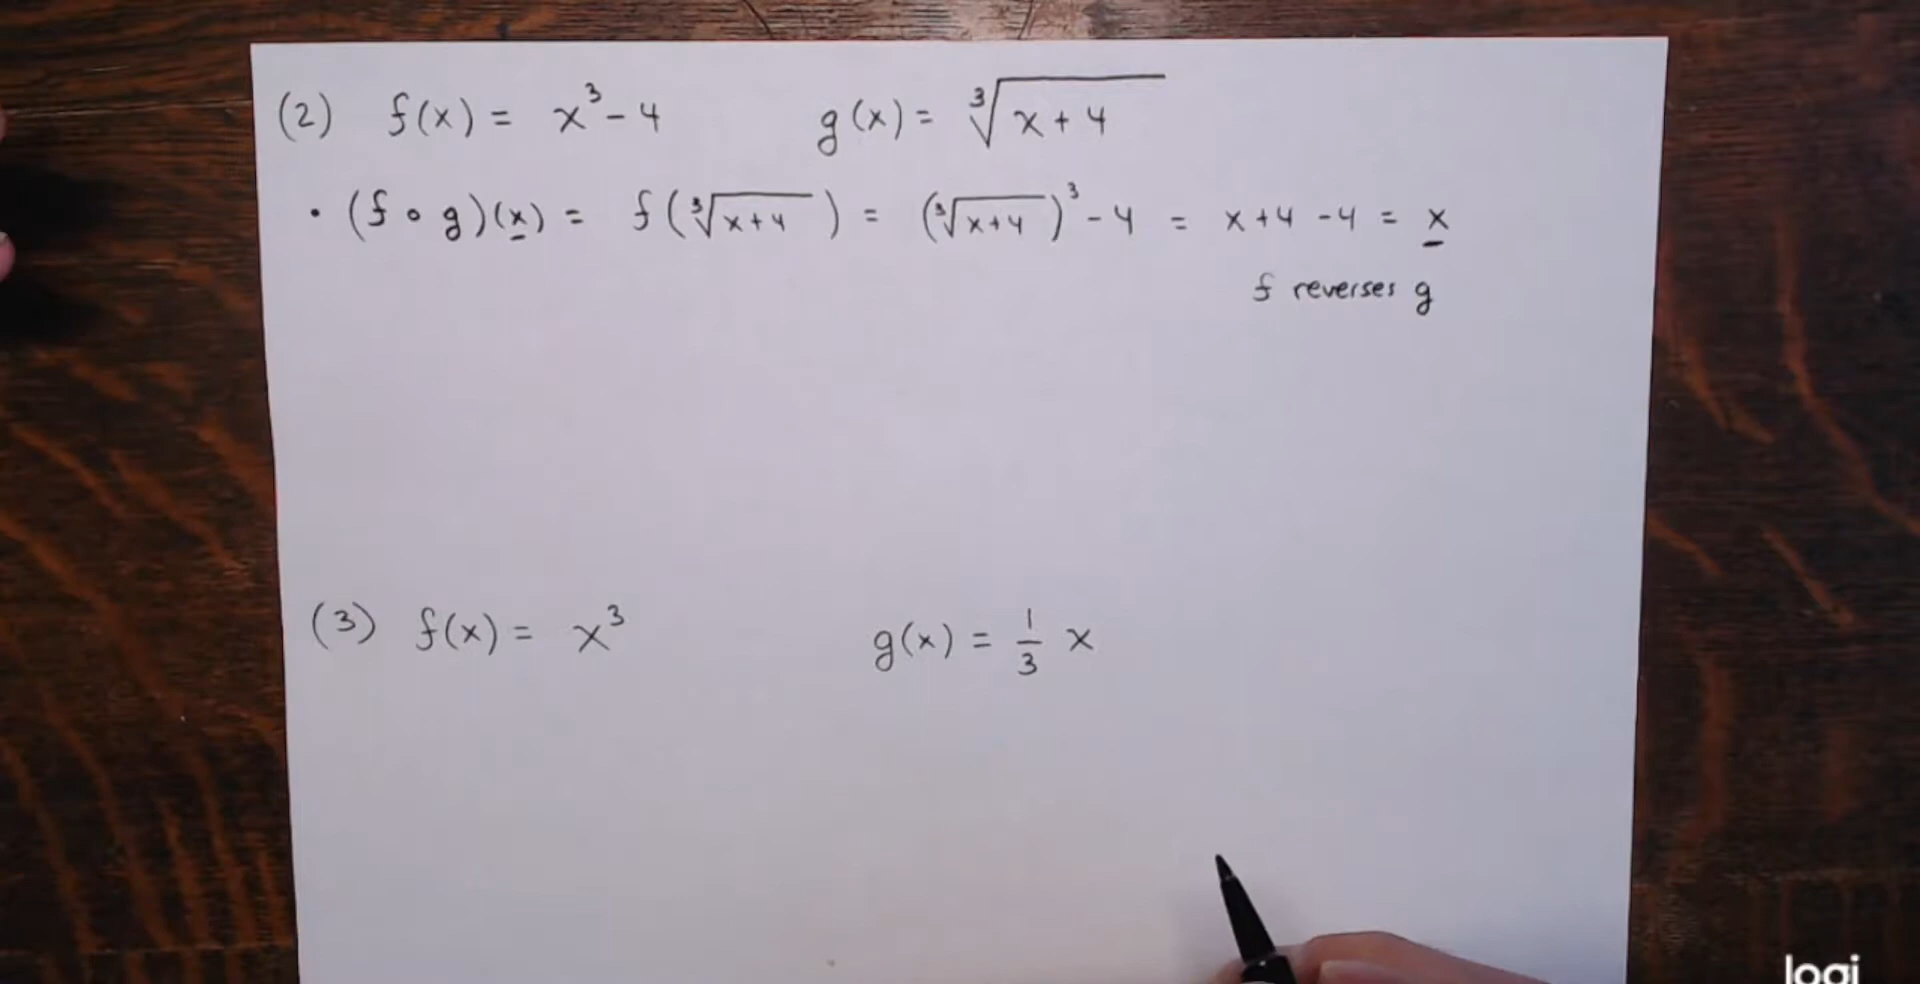 (2) f(x) = x³ - 4 g(x) = ∛(x + 4)
• (f ∘ g)(x) = f(∛(x+4)) = (∛(x+4))³ - 4 = x+4 -4 = x
f reverses g
(3) f(x) = x³ g(x) = 1/3 x
logi